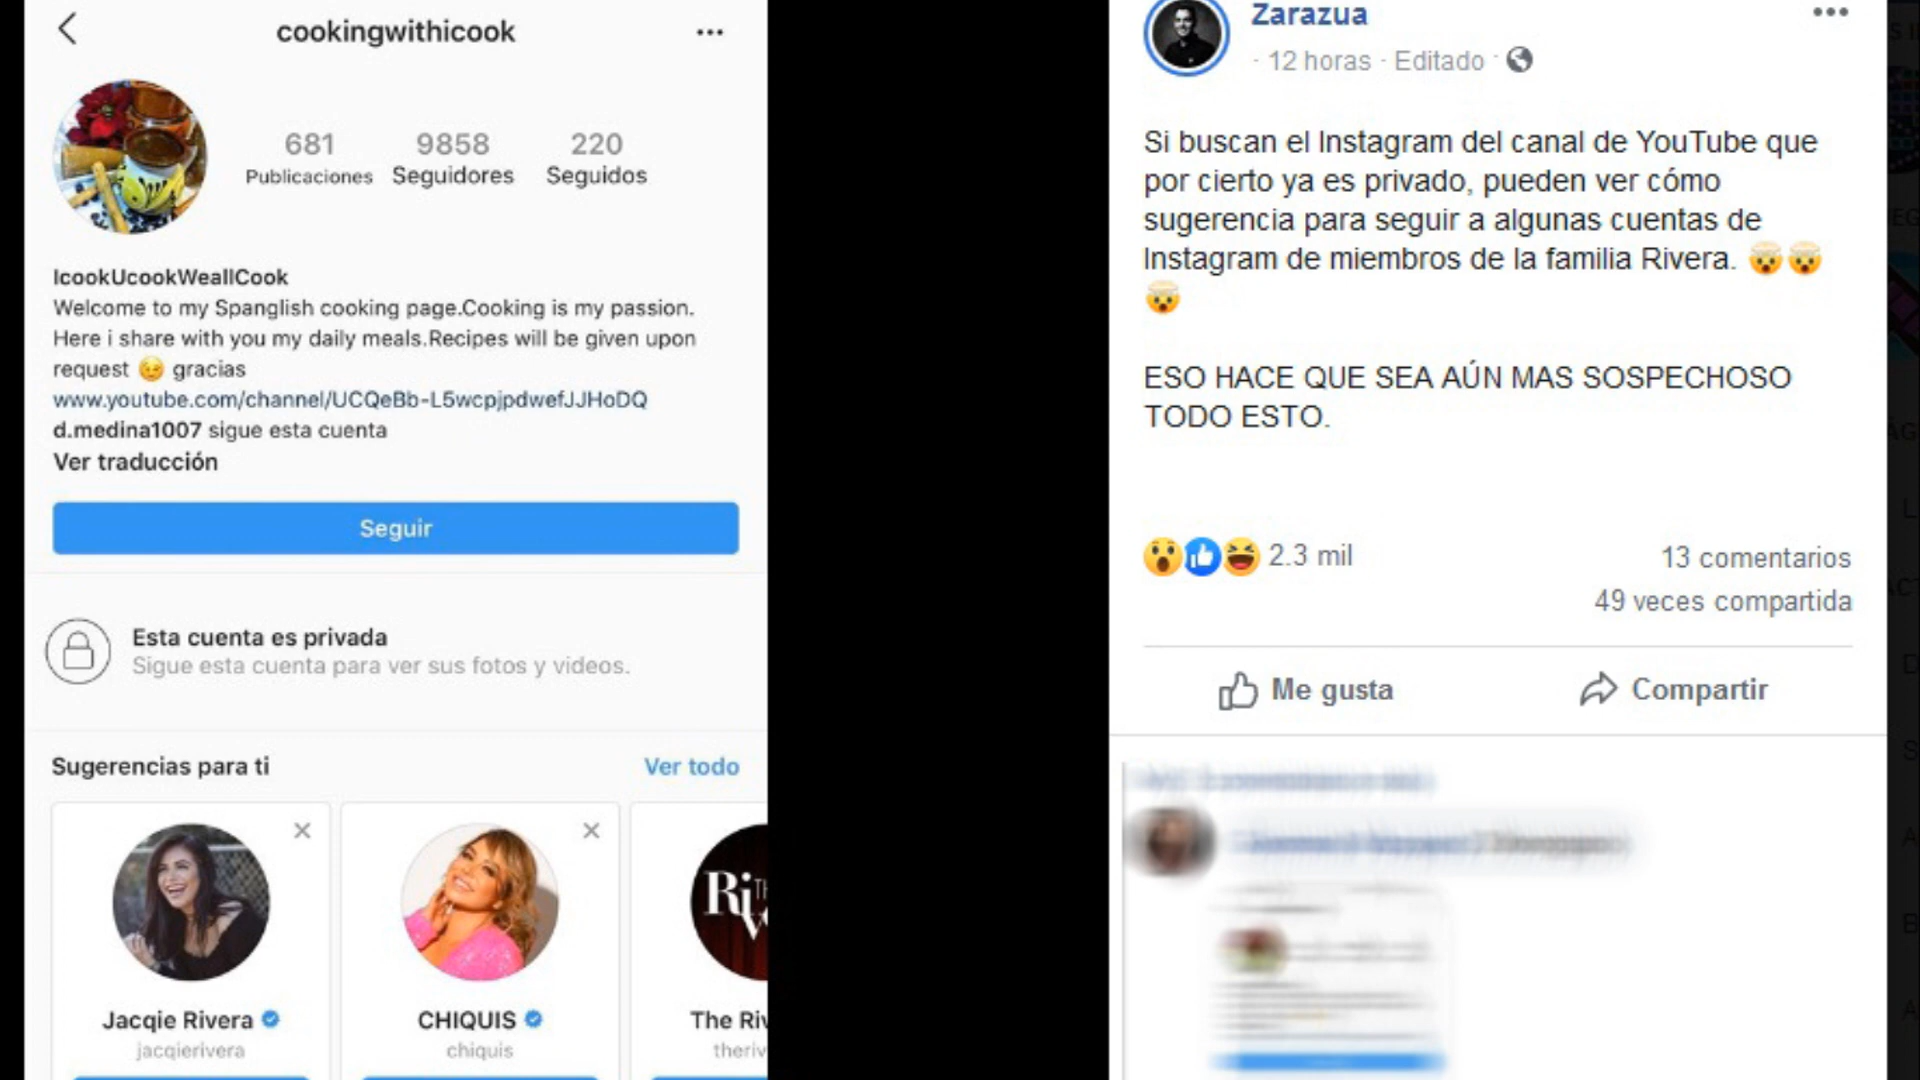 cookingwithicook
681
9858
220
Publicaciones
Seguidores
Seguidos
IcookUcookWeallCook
Welcome to my Spanglish cooking page.Cooking is my passion.
Here i share with you my daily meals.Recipes will be given upon
request 😉 gracias
www.youtube.com/channel/UCQeBb-L5wcpjpdwefJJHoDQ
d.medina1007 sigue esta cuenta
Ver traducción
Seguir
Esta cuenta es privada
Sigue esta cuenta para ver sus fotos y videos.
Sugerencias para ti
Ver todo
Jacqie Rivera
jacqierivera
CHIQUIS
chiquis
The Riv
theriv
Zarazua
· 12 horas · Editado ·
Si buscan el Instagram del canal de YouTube que
por cierto ya es privado, pueden ver cómo
sugerencia para seguir a algunas cuentas de
Instagram de miembros de la familia Rivera. 🤯🤯
🤯
ESO HACE QUE SEA AÚN MAS SOSPECHOSO
TODO ESTO.
2.3 mil
13 comentarios
49 veces compartida
Me gusta
Compartir